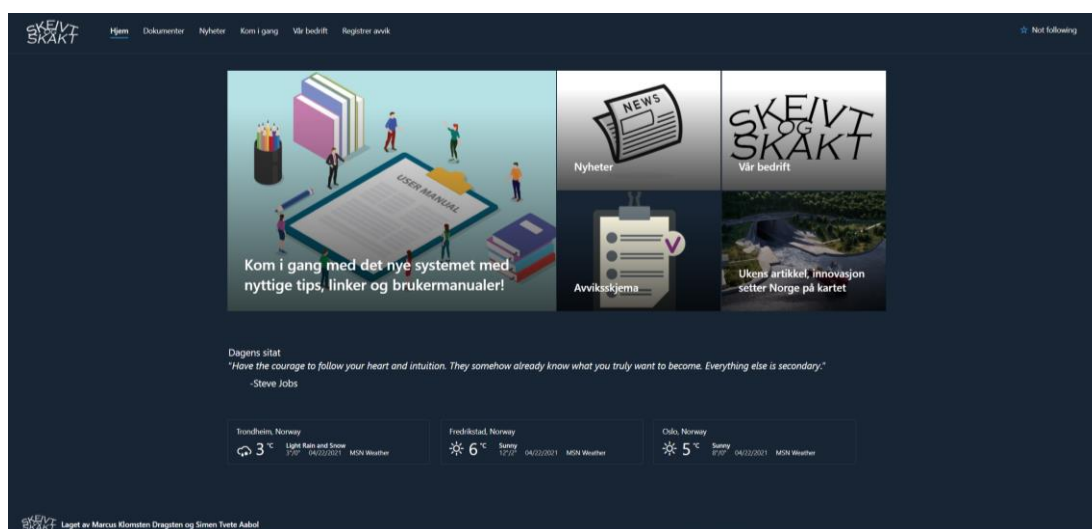 SKEIVT
OG
SKAKT
Hjem Dokumenter Nyheter Kom i gang Vår bedrift Registrer avvik
Not following
USER MANUAL
Kom i gang med det nye systemet med
nyttige tips, linker og brukermanualer!
NEWS
Nyheter
SKEIVT
OG
SKAKT
Vår bedrift
Avviksskjema
Ukens artikkel, innovasjon
setter Norge på kartet
Dagens sitat
"Have the courage to follow your heart and intuition. They somehow already know what you truly want to become. Everything else is secondary."
-Steve Jobs
Trondheim, Norway
3 °C Light Rain and Snow
3°/0° 04/22/2021 MSN Weather
Fredrikstad, Norway
6 °C Sunny
12°/2° 04/22/2021 MSN Weather
Oslo, Norway
5 °C Sunny
04/22/2021 MSN Weather
SKEIVT
SKAKT
Laget av Marcus Klomsten Dragsten og Simen Tvete Aabol